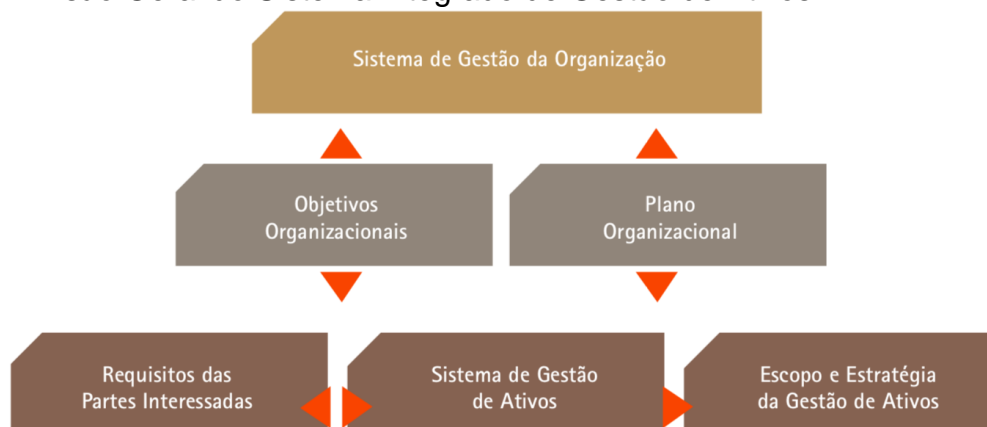 Sistema de Gestão da Organização
Objetivos
Organizacionais
Plano
Organizacional
Requisitos das
Partes Interessadas
Sistema de Gestão
de Ativos
Escopo e Estratégia
da Gestão de Ativos